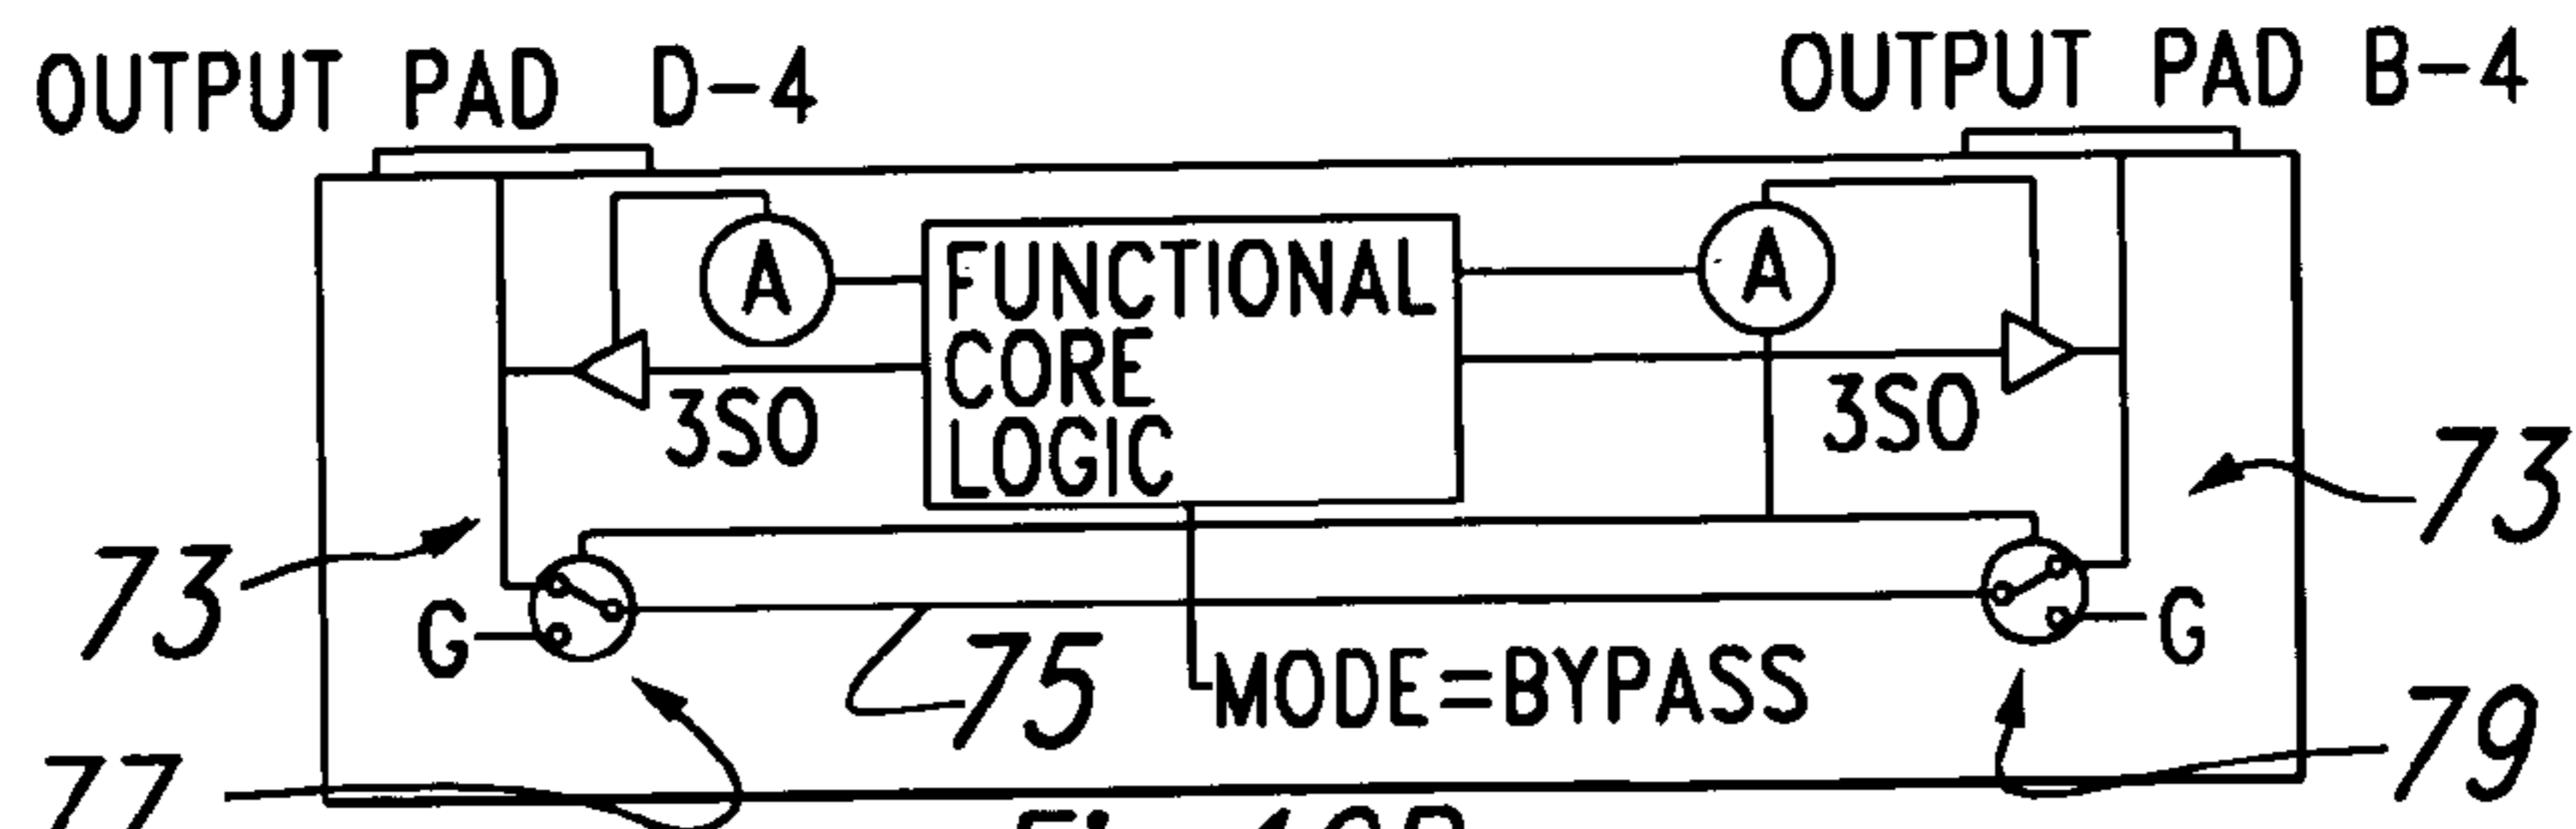 OUTPUT PAD D-4
OUTPUT PAD B-4
A
FUNCTIONAL
CORE
LOGIC
A
3SO
3SO
73
73
G
G
75
MODE=BYPASS
77
79